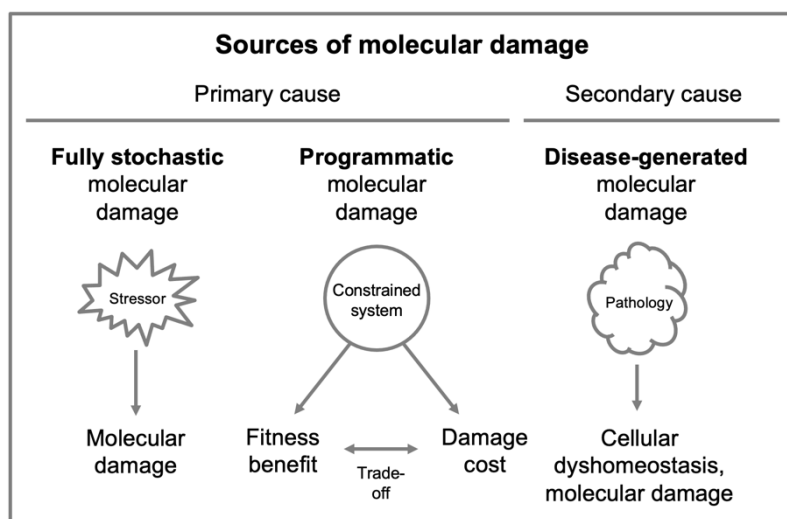 Sources of molecular damage
Primary cause
Secondary cause
Fully stochastic
molecular
damage
Programmatic
molecular
damage
Disease-generated
molecular
damage
Stressor
Constrained
system
Pathology
Molecular
damage
Fitness
benefit
Trade-
off
Damage
cost
Cellular
dyshomeostasis,
molecular damage